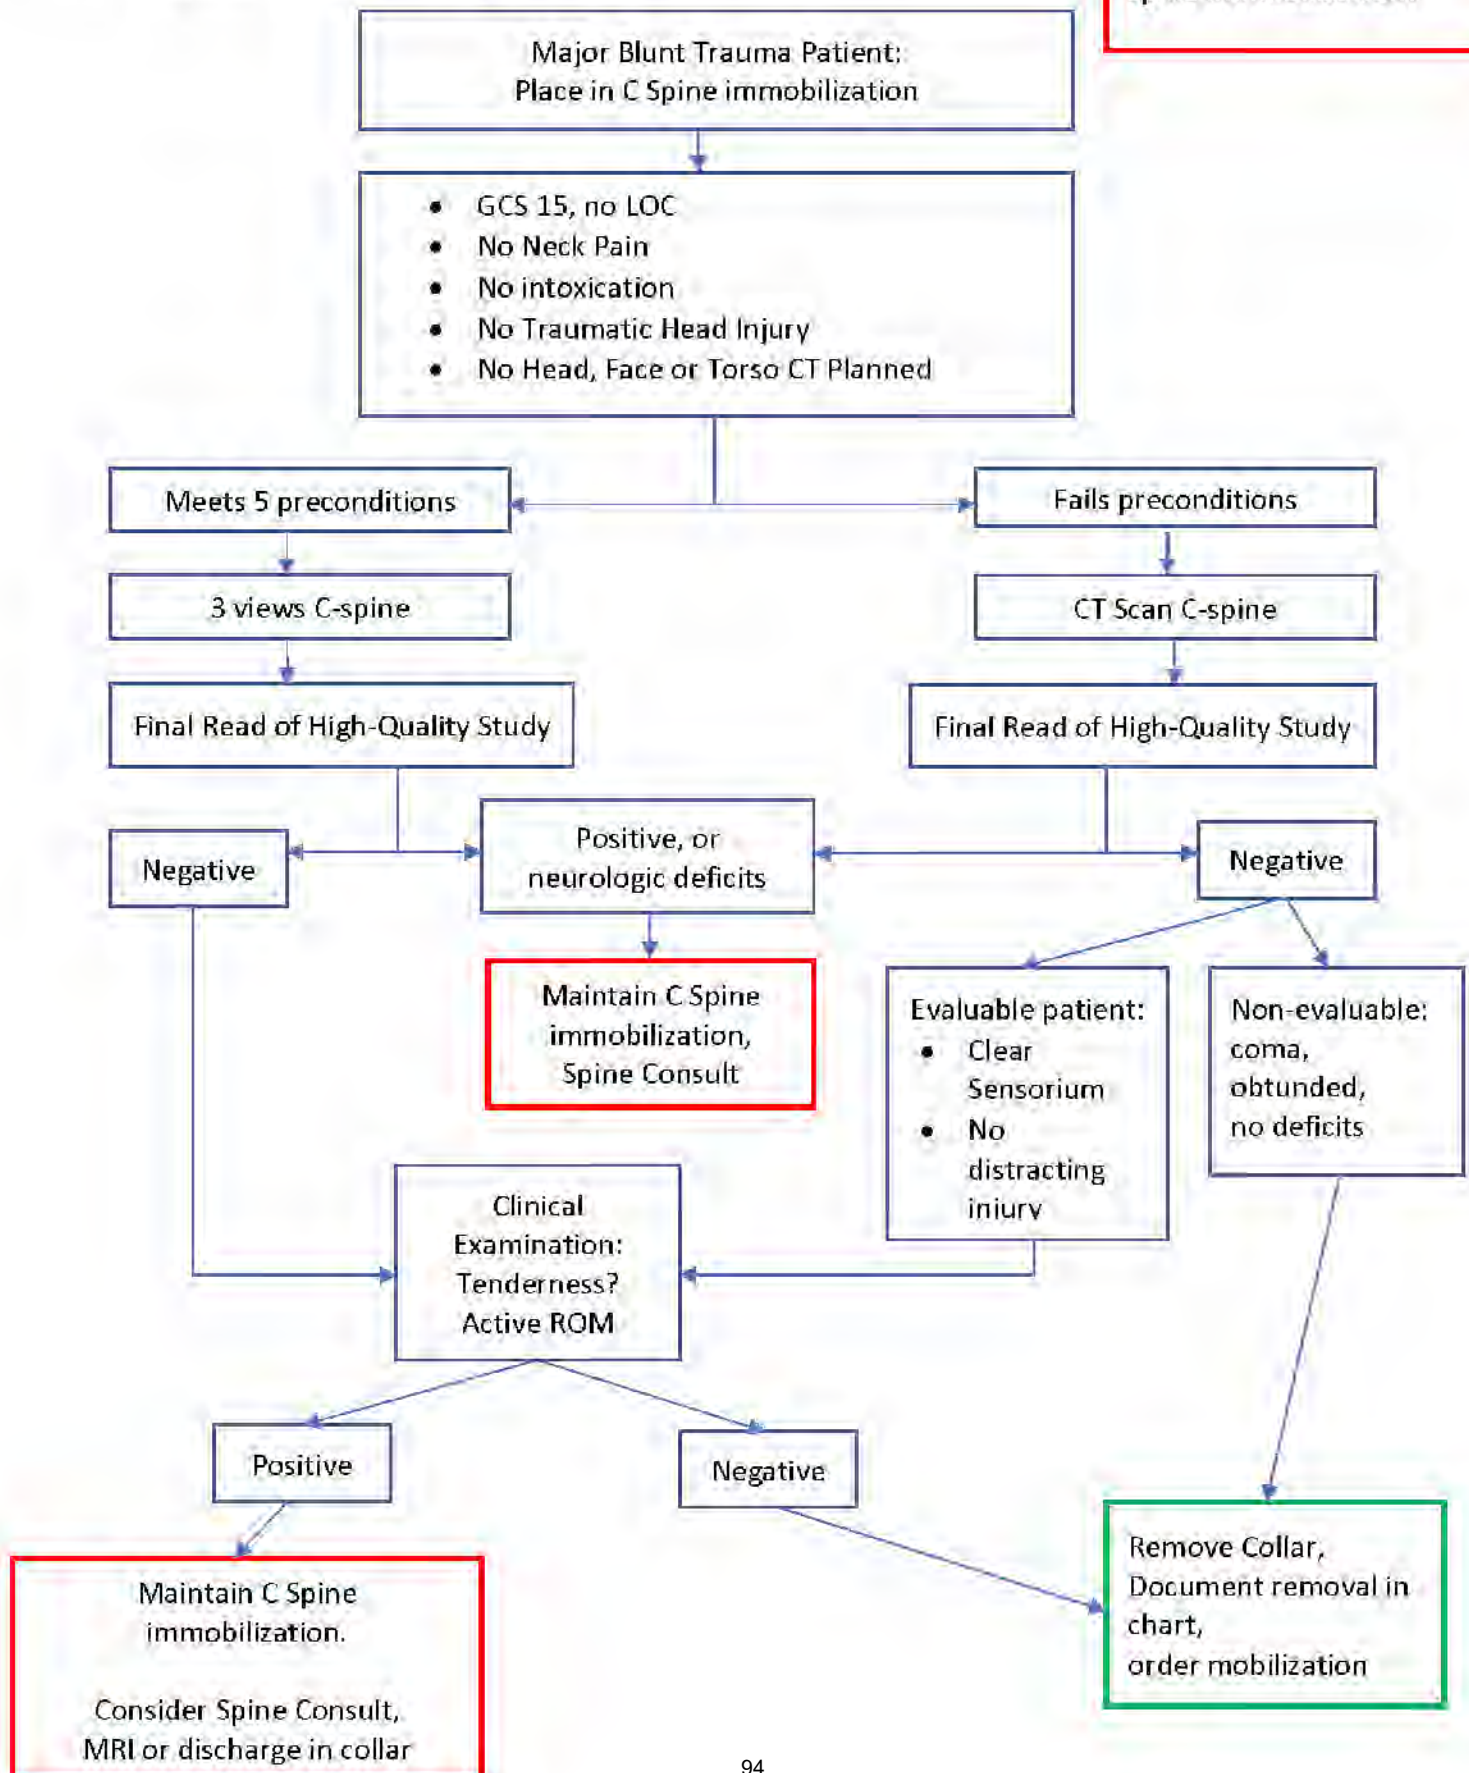 Major Blunt Trauma Patient:
Place in C Spine immobilization
• GCS 15, no LOC
• No Neck Pain
• No intoxication
• No Traumatic Head Injury
• No Head, Face or Torso CT Planned
Meets 5 preconditions
Fails preconditions
3 views C-spine
CT Scan C-spine
Final Read of High-Quality Study
Final Read of High-Quality Study
Negative
Positive, or
neurologic deficits
Negative
Maintain C Spine
immobilization,
Spine Consult
Evaluable patient:
• Clear
Sensorium
• No
distracting
injury
Non-evaluable:
coma,
obtunded,
no deficits
Clinical
Examination:
Tenderness?
Active ROM
Positive
Negative
Maintain C Spine
immobilization.
Consider Spine Consult,
MRI or discharge in collar
Remove Collar,
Document removal in
chart,
order mobilization
94